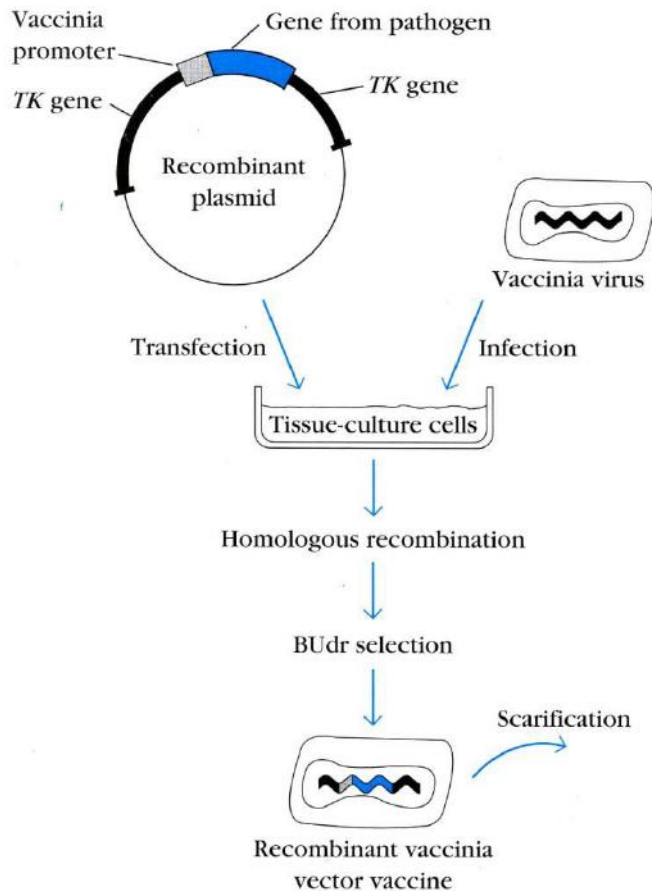 Vaccinia
promoter
Gene from pathogen
TK gene
TK gene
Recombinant
plasmid
Vaccinia virus
Transfection
Infection
Tissue-culture cells
Homologous recombination
BUdr selection
Scarification
Recombinant vaccinia
vector vaccine